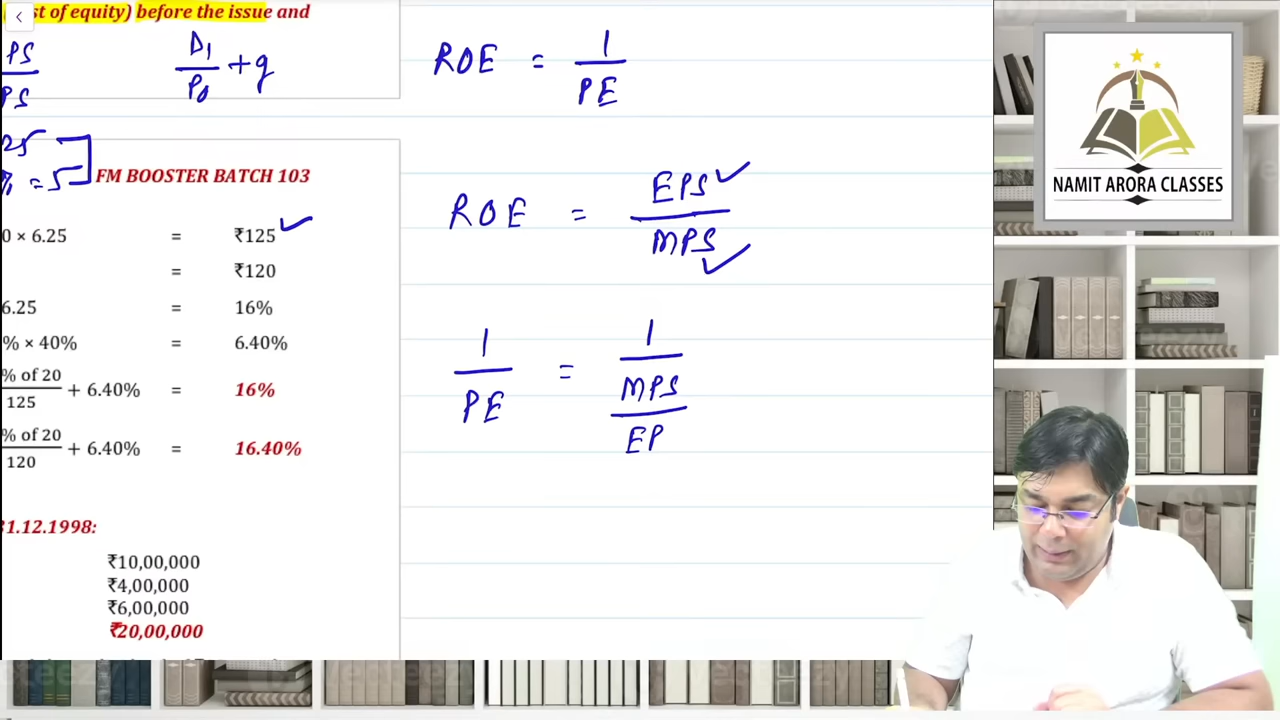 st of equity) before the issue and
PS
PS
D1
P0
+ g
25
% = 5
FM BOOSTER BATCH 103
0 × 6.25 = ₹125
= ₹120
6.25 = 16%
% × 40% = 6.40%
% of 20
125
+ 6.40% = 16%
% of 20
120
+ 6.40% = 16.40%
31.12.1998:
₹10,00,000
₹4,00,000
₹6,00,000
₹20,00,000
ROE = 1
PE
ROE = EPS
MPS
1
PE
= 1
MPS
EP
NAMIT ARORA CLASSES